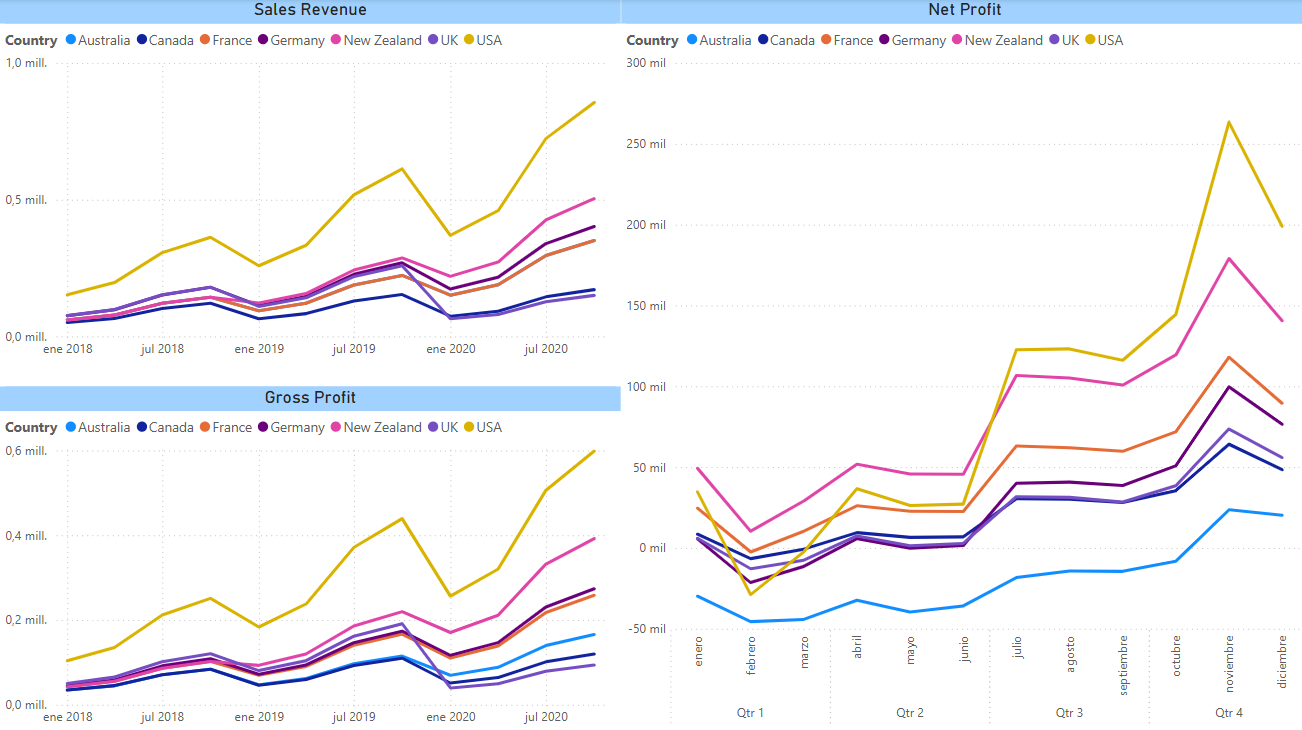 Sales Revenue
Country Australia Canada France Germany New Zealand UK USA
1,0 mill.
0,5 mill.
0,0 mill.
ene 2018 jul 2018 ene 2019 jul 2019 ene 2020 jul 2020
Gross Profit
Country Australia Canada France Germany New Zealand UK USA
0,6 mill.
0,4 mill.
0,2 mill.
0,0 mill.
ene 2018 jul 2018 ene 2019 jul 2019 ene 2020 jul 2020
Net Profit
Country Australia Canada France Germany New Zealand UK USA
300 mil
250 mil
200 mil
150 mil
100 mil
50 mil
0 mil
-50 mil
enero febrero marzo abril mayo junio julio agosto septiembre octubre noviembre diciembre
Qtr 1 Qtr 2 Qtr 3 Qtr 4